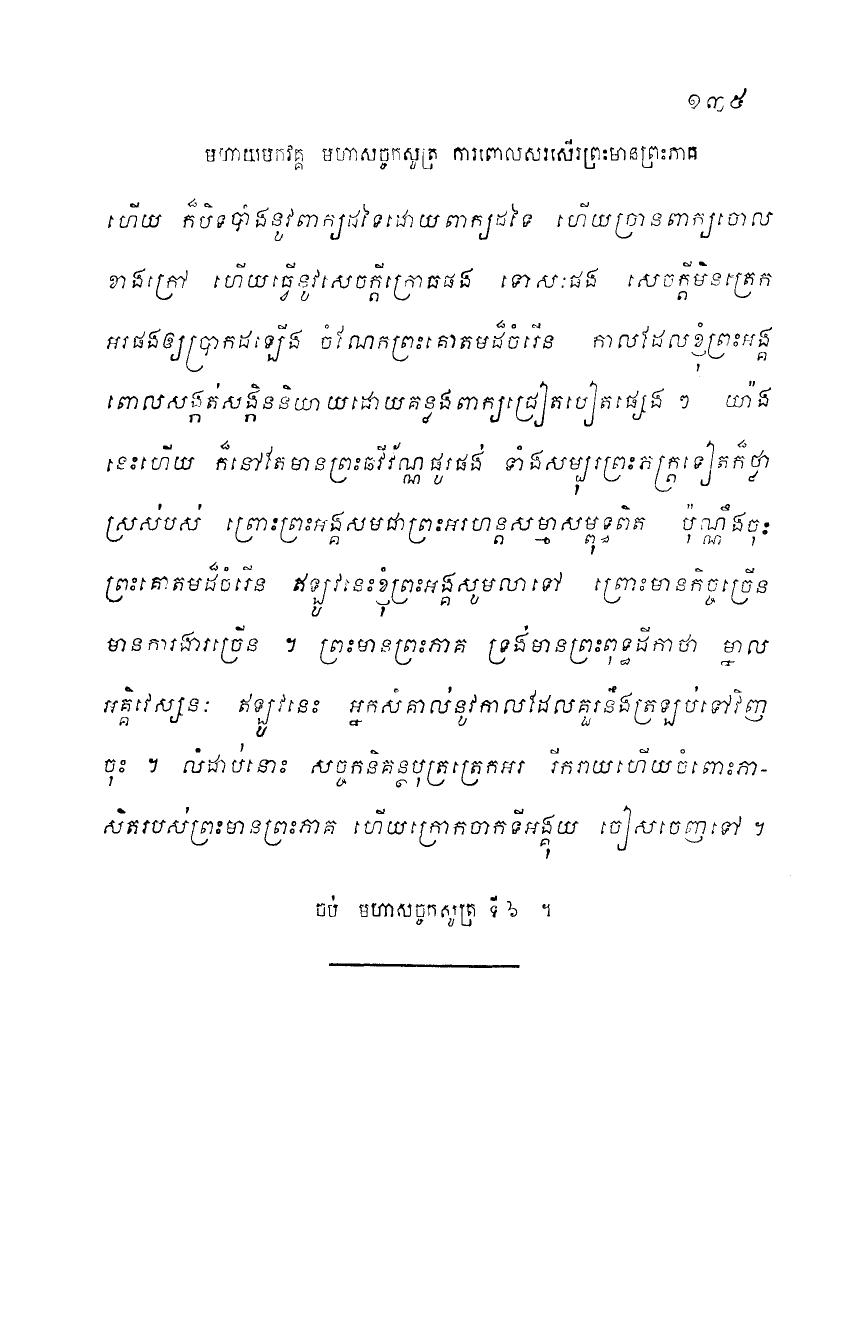 ១៣៥
មហាយមកវគ្គ មហាសច្ចកសូត្រ ការពោលសរសើរព្រះមានព្រះភាគ
ហើយ ក៏បិទបាំងនូវពាក្យដទៃដោយពាក្យដទៃ ហើយច្រានពាក្យចោល
ខាងក្រៅ ហើយធ្វើនូវសេចក្តីក្រោធផង ទោសៈផង សេចក្តីមិនត្រេក
អរផងឲ្យប្រាកដឡើង ចំណែកព្រះគោតមដ៏ចំរើន កាលដែលខ្ញុំព្រះអង្គ
ពោលសង្កត់សង្កិននិយាយដោយគន្លងពាក្យជ្រៀតបៀតផ្សេង ៗ យ៉ាង
នេះហើយ ក៏នៅតែមានព្រះឆវីវ័ណ្ណផូរផង់ ទាំងសម្បុរព្រះភក្ត្រទៀតក៏ថ្លា
ស្រស់បស់ ព្រោះព្រះអង្គសមជាព្រះអរហន្តសម្មាសម្ពុទ្ធពិត ប៉ុណ្ណឹងចុះ
ព្រះគោតមដ៏ចំរើន ឥឡូវនេះខ្ញុំព្រះអង្គសូមលាទៅ ព្រោះមានកិច្ចច្រើន
មានការងារច្រើន ។ ព្រះមានព្រះភាគ ទ្រង់មានព្រះពុទ្ធដីកាថា ម្នាល
អគ្គិវេស្សនៈ ឥឡូវនេះ អ្នកសំគាល់នូវកាលដែលគួរនឹងត្រឡប់ទៅវិញ
ចុះ ។ លំដាប់នោះ សច្ចកនិគន្ថបុត្រត្រេកអរ រីករាយហើយចំពោះភា-
សិតរបស់ព្រះមានព្រះភាគ ហើយក្រោកចាកទីអង្គុយ ចៀសចេញទៅ ។
ចប់ មហាសច្ចកសូត្រ ទី ៦ ។